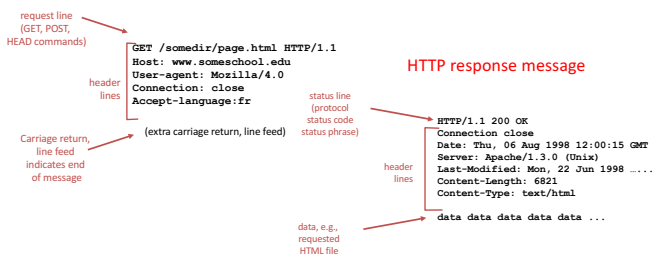 request line
(GET, POST,
HEAD commands)
GET /somedir/page.html HTTP/1.1
Host: www.someschool.edu
User-agent: Mozilla/4.0
Connection: close
Accept-language:fr
header
lines
(extra carriage return, line feed)
Carriage return,
line feed
indicates end
of message
HTTP response message
status line
(protocol
status code
status phrase)
HTTP/1.1 200 OK
Connection close
Date: Thu, 06 Aug 1998 12:00:15 GMT
Server: Apache/1.3.0 (Unix)
Last-Modified: Mon, 22 Jun 1998 …...
Content-Length: 6821
Content-Type: text/html
header
lines
data data data data data ...
data, e.g.,
requested
HTML file